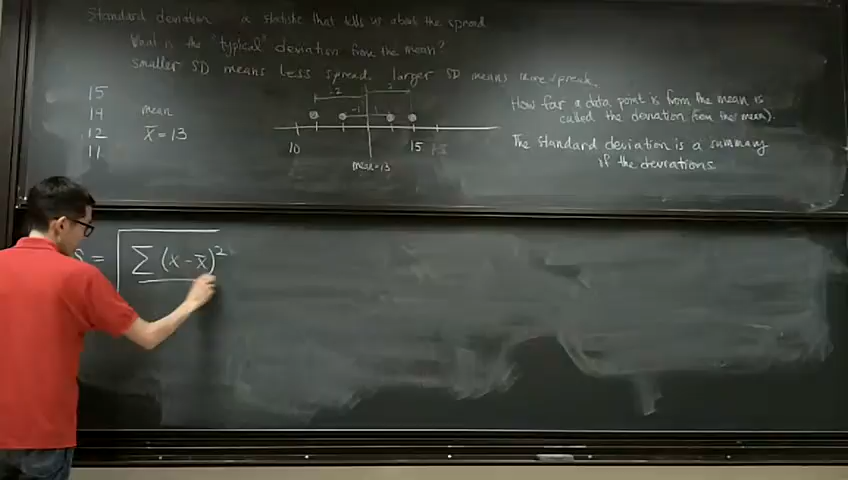 Standard deviation a statistic that tells us about the spread.
What is the "typical" deviation from the mean?
smaller SD means less spread. larger SD means more spread.
15
14
12
11
mean
x̄ = 13
-2
3
-1
10
15
mean=13
How far a data point is from the mean is
called the deviation (from the mean).
The standard deviation is a summary
of the deviations.
S = √ Σ (x - x̄)²